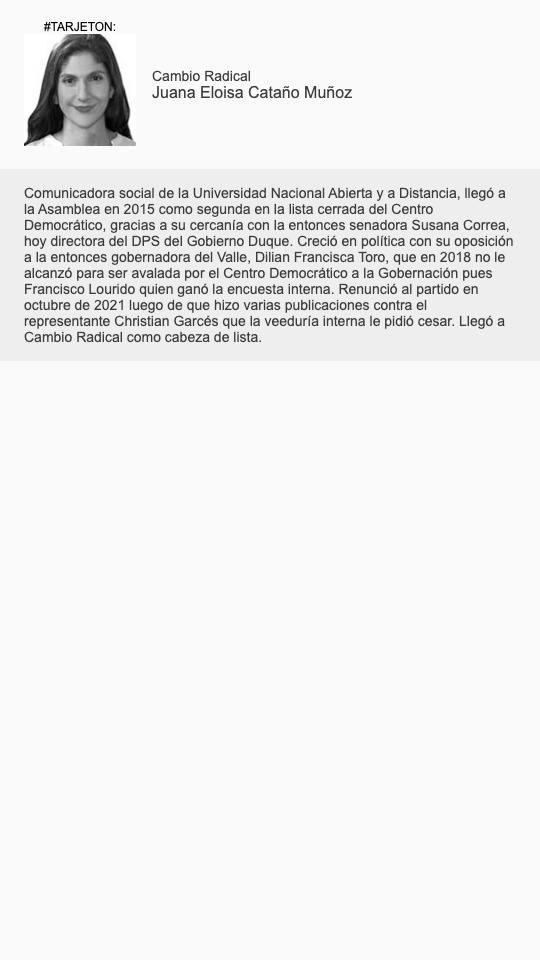 #TARJETON:
Cambio Radical
Juana Eloisa Cataño Muñoz
Comunicadora social de la Universidad Nacional Abierta y a Distancia, llegó a
la Asamblea en 2015 como segunda en la lista cerrada del Centro
Democrático, gracias a su cercanía con la entonces senadora Susana Correa,
hoy directora del DPS del Gobierno Duque. Creció en política con su oposición
a la entonces gobernadora del Valle, Dilian Francisca Toro, que en 2018 no le
alcanzó para ser avalada por el Centro Democrático a la Gobernación pues
Francisco Lourido quien ganó la encuesta interna. Renunció al partido en
octubre de 2021 luego de que hizo varias publicaciones contra el
representante Christian Garcés que la veeduría interna le pidió cesar. Llegó a
Cambio Radical como cabeza de lista.